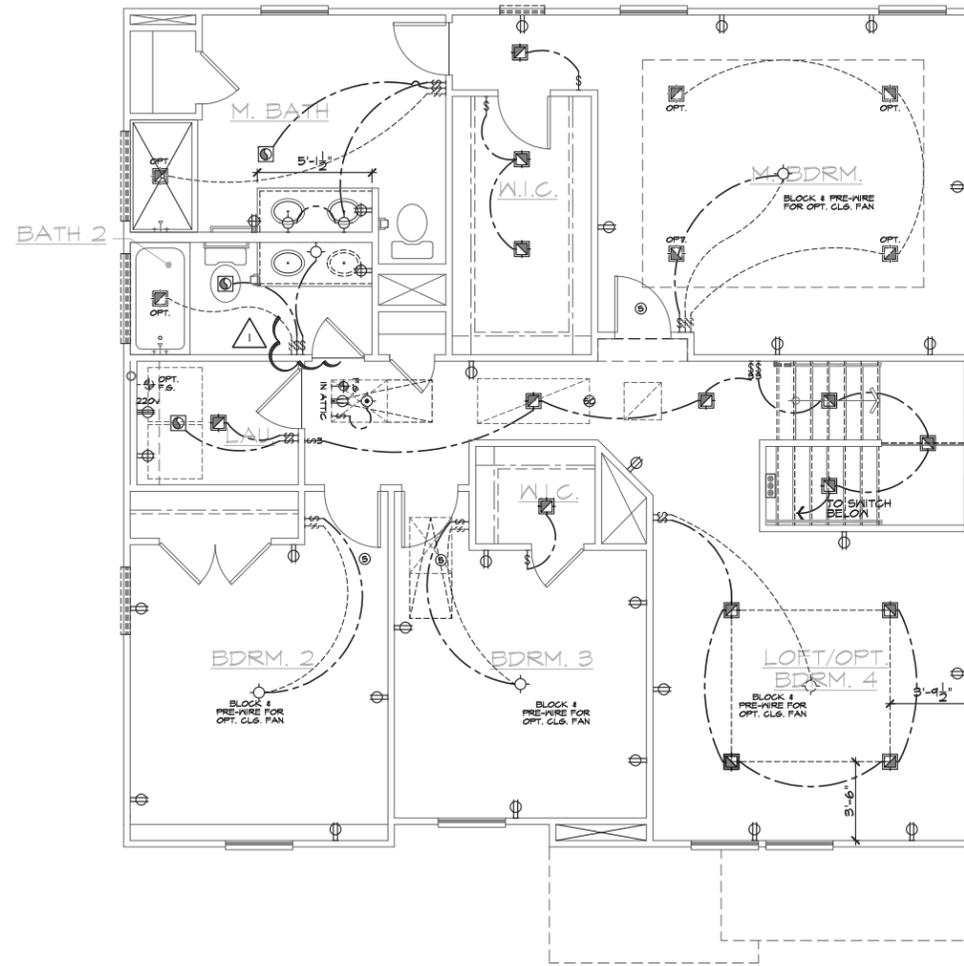 M. BATH
OPT.
5'-1½"
BATH 2
OPT.
1
W.I.C.
OPT.
OPT.
M. BDRM.
BLOCK & PRE-WIRE
FOR OPT. CLG. FAN
OPT.
OPT.
S
OPT.
F.G.
220V
LAU
IN ATTIC
F.G.
3
W.I.C.
TO SWITCH
BELOW
S
S
BDRM. 2
BLOCK &
PRE-WIRE FOR
OPT. CLG. FAN
BDRM. 3
BLOCK &
PRE-WIRE FOR
OPT. CLG. FAN
LOFT/OPT.
BDRM. 4
BLOCK &
PRE-WIRE FOR
OPT. CLG. FAN
3'-9½"
3'-6"